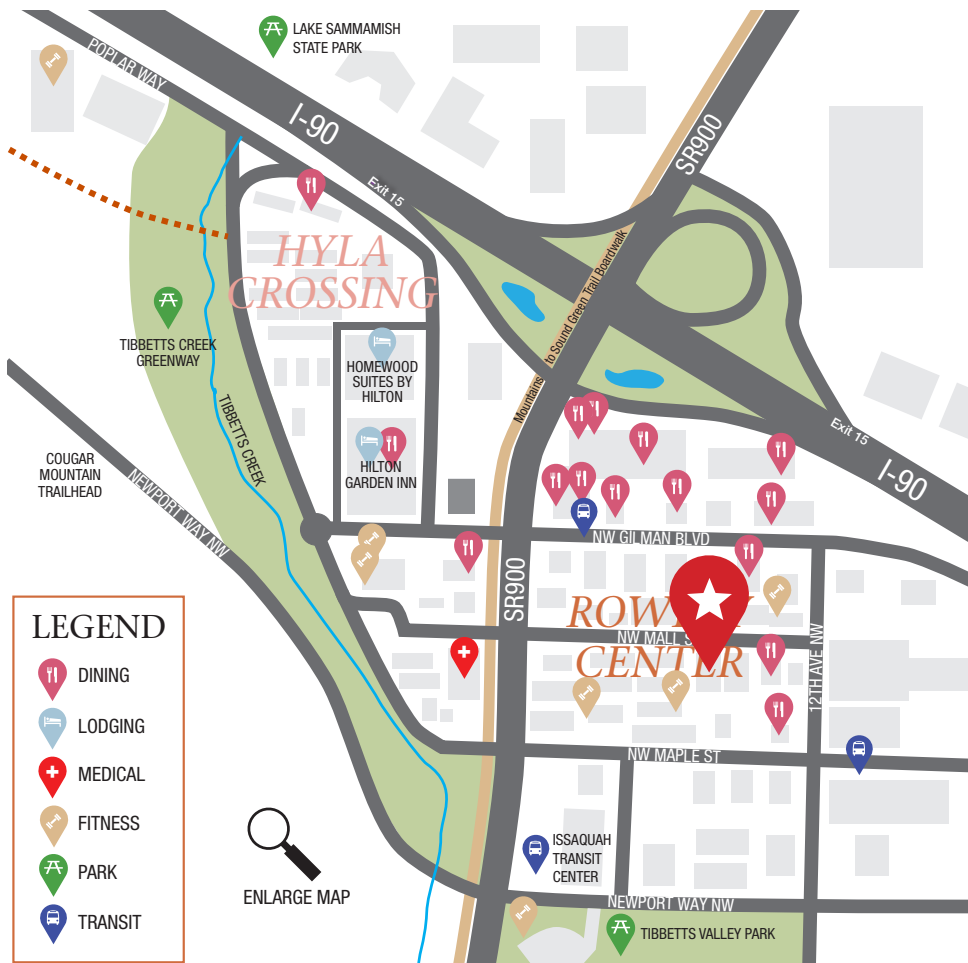 LAKE SAMMAMISH
STATE PARK
POPLAR WAY
I-90
SR900
Exit 15
HYLA
CROSSING
Mountains to Sound Green Trail Boardwalk
TIBBETTS CREEK
GREENWAY
HOMEWOOD
SUITES BY
HILTON
TIBBETTS CREEK
HILTON
GARDEN INN
COUGAR
MOUNTAIN
TRAILHEAD
NEWPORT WAY NW
Exit 15
I-90
NW GILMAN BLVD
SR900
CENTER
NW MALL
12TH AVE NW
NW MAPLE ST
LEGEND
DINING
LODGING
MEDICAL
FITNESS
PARK
TRANSIT
ENLARGE MAP
ISSAQUAH
TRANSIT
CENTER
NEWPORT WAY NW
TIBBETTS VALLEY PARK